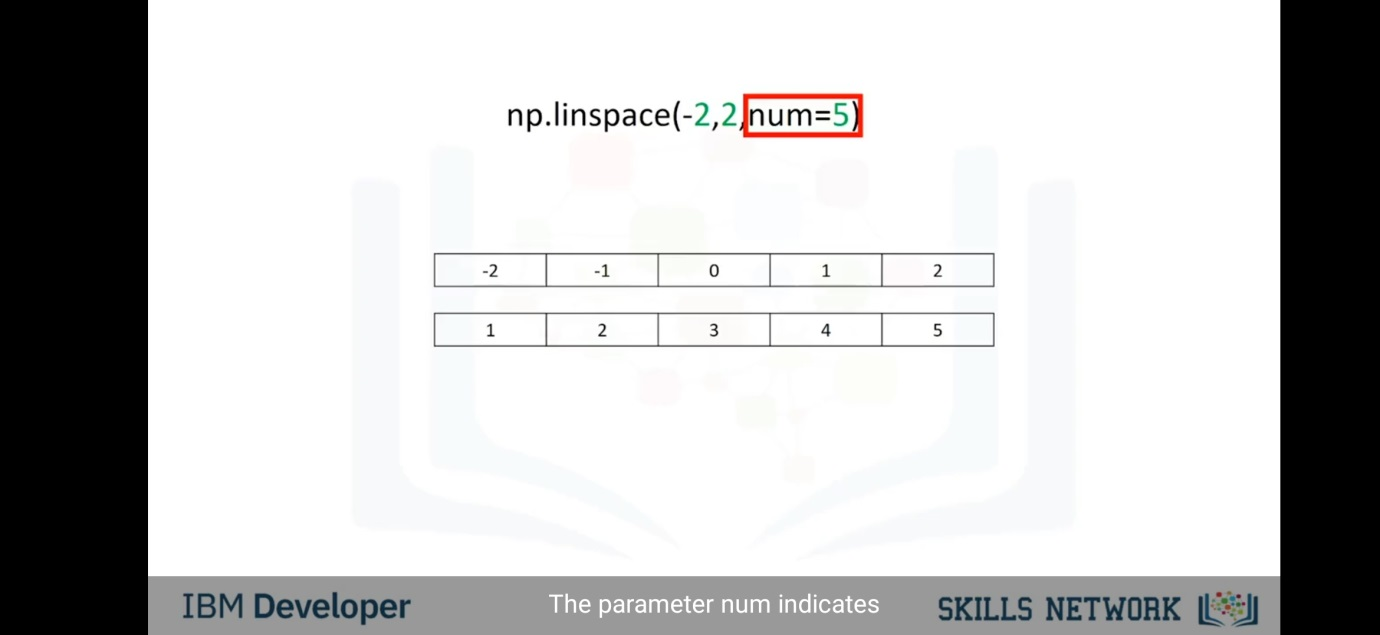 np.linspace(-2,2,num=5)
-2 -1 0 1 2
1 2 3 4 5
IBM Developer
The parameter num indicates
SKILLS NETWORK